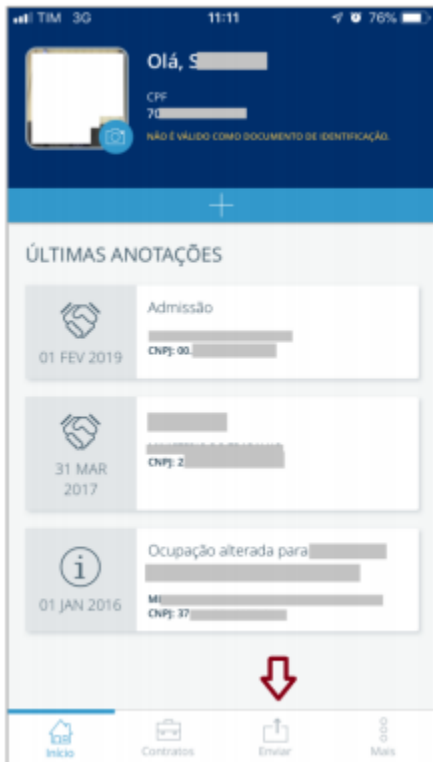 TIM 3G 11:11 76%
Olá, S
CPF
70
NÃO É VÁLIDO COMO DOCUMENTO DE IDENTIFICAÇÃO.
+
ÚLTIMAS ANOTAÇÕES
Admissão
CNPJ: 00.
01 FEV 2019
CNPJ: 2
31 MAR
2017
Ocupação alterada para
MI
CNPJ: 37
01 JAN 2016
Início Contratos Enviar Mais